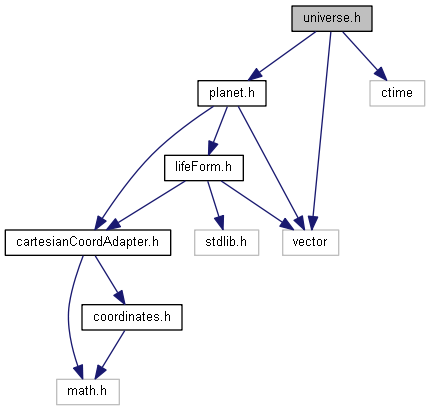 universe.h
planet.h
ctime
lifeForm.h
cartesianCoordAdapter.h
stdlib.h
vector
coordinates.h
math.h